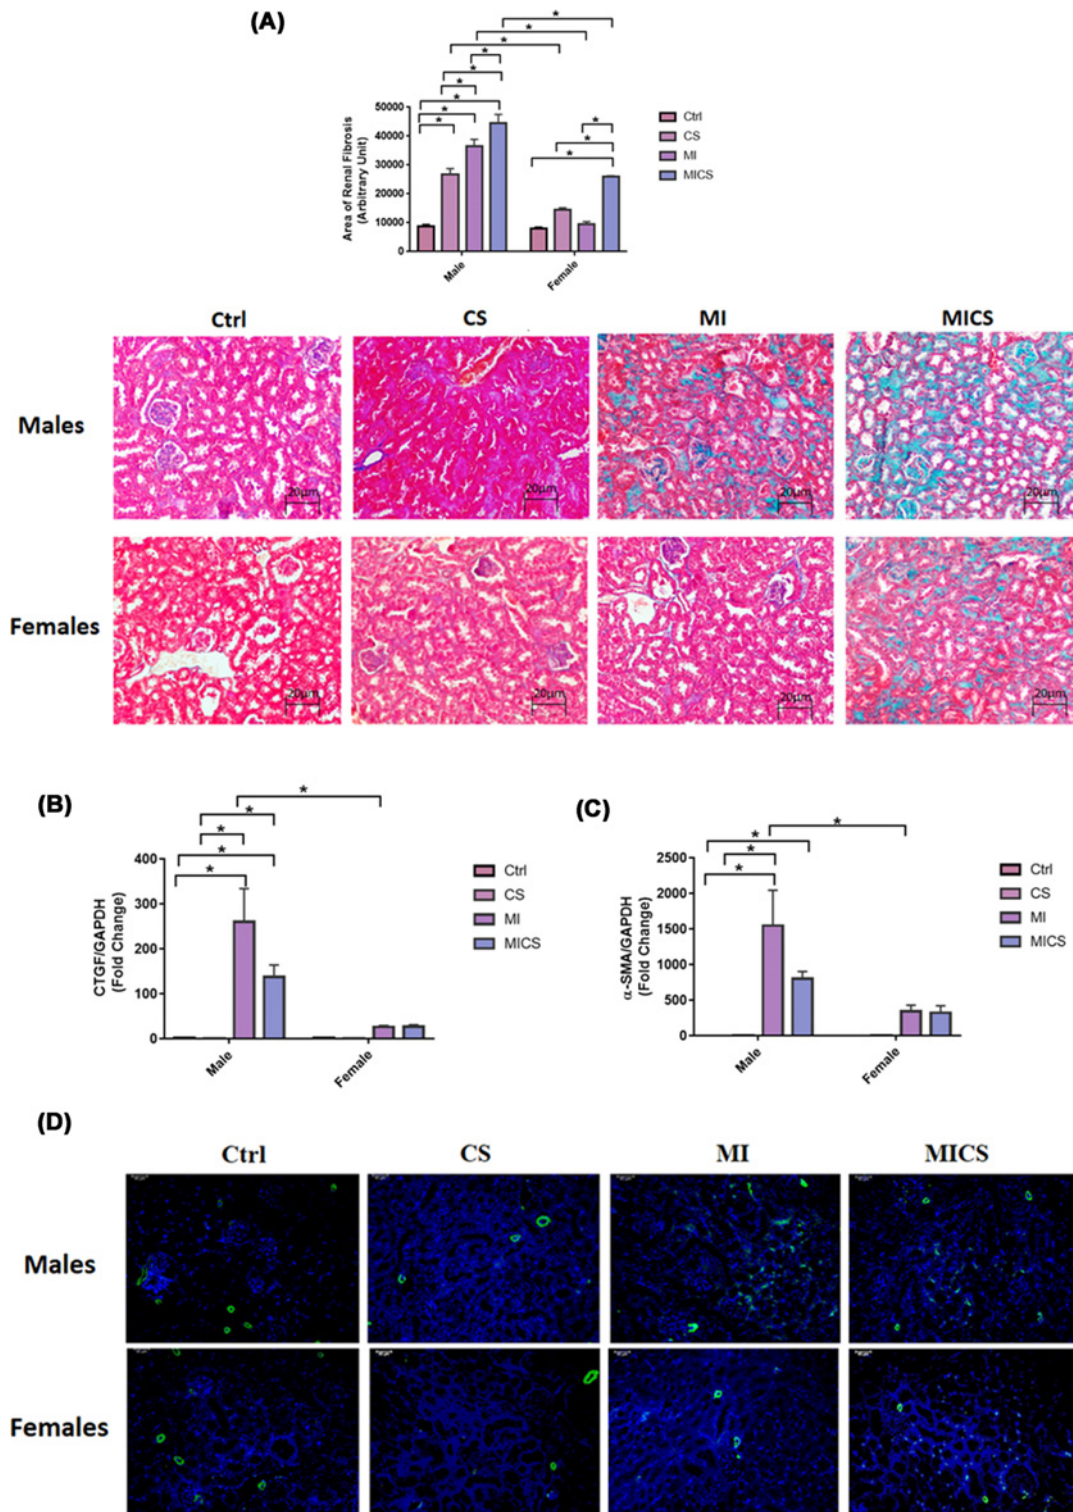 (A)
* 
*
*
*
*
*
*
*
*
*
*
*
50000
40000
30000
20000
10000
0
Area of Renal Fibrosis
(Arbitrary Unit)
Male
Female
Ctrl
CS
MI
MICS
Ctrl CS MI MICS
Males
20µm 20µm 20µm 20µm
Females
20µm 20µm 20µm 20µm
(B)
*
*
*
*
*
400
300
200
100
0
CTGF/GAPDH
(Fold Change)
Male
Female
Ctrl
CS
MI
MICS
(C)
*
*
*
*
2500
2000
1500
1000
500
0
α-SMA/GAPDH
(Fold Change)
Male
Female
Ctrl
CS
MI
MICS
(D)
Ctrl CS MI MICS
Males
Females